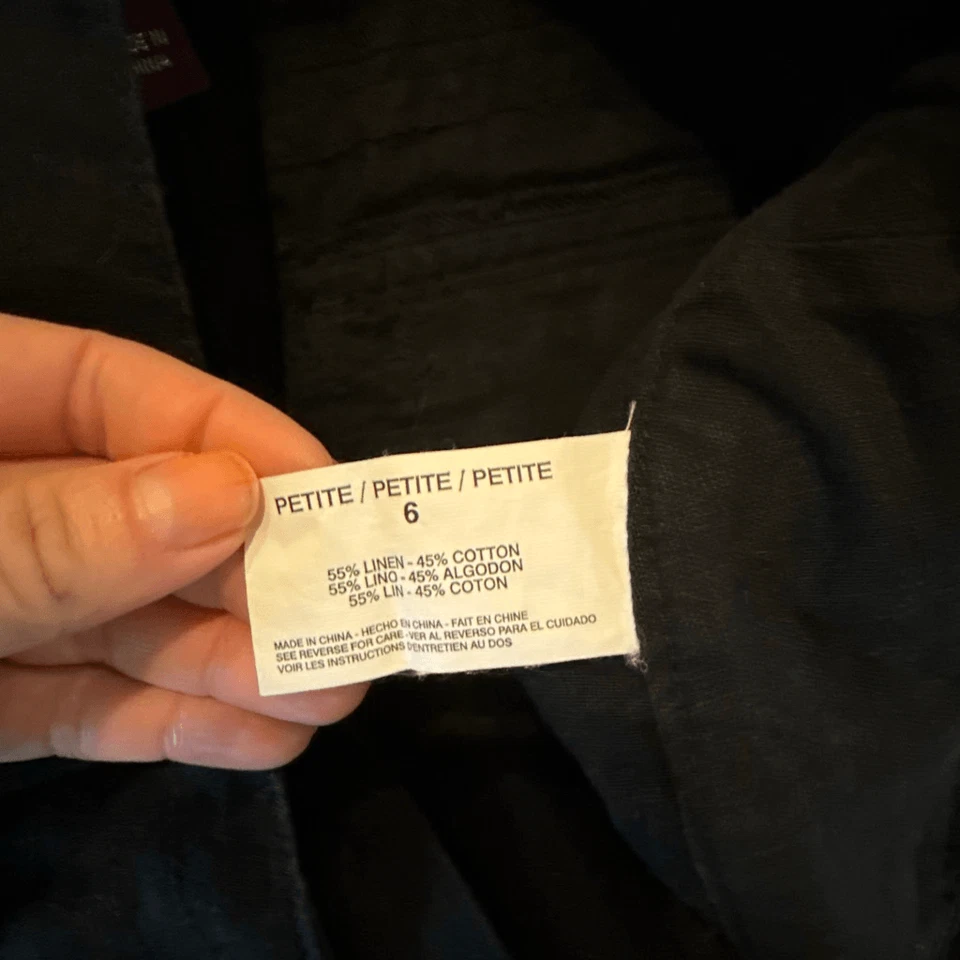 PETITE / PETITE / PETITE
6
55% LINEN - 45% COTTON
55% LINO - 45% ALGODON
55% LIN - 45% COTON
MADE IN CHINA - HECHO EN CHINA - FAIT EN CHINE
SEE REVERSE FOR CARE - VER AL REVERSO PARA EL CUIDADO
VOIR LES INSTRUCTIONS D'ENTRETIEN AU DOS